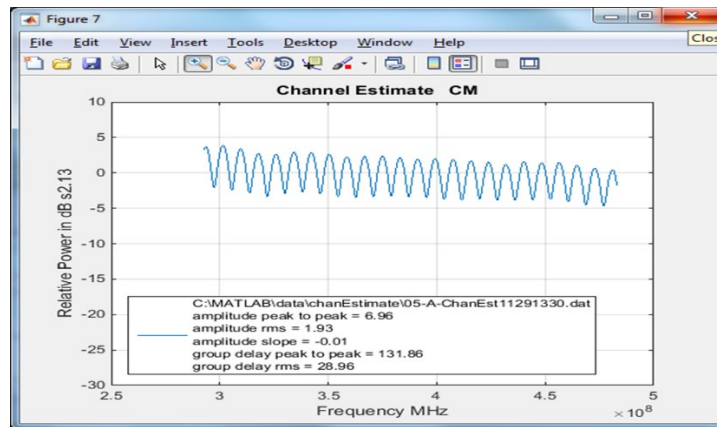 Figure 7
File Edit View Insert Tools Desktop Window Help
Clos
Channel Estimate CM
Relative Power in dB s2.13
10
5
0
-5
-10
-15
-20
-25
-30
C:\MATLAB\data\chanEstimate\05-A-ChanEst11291330.dat
amplitude peak to peak = 6.96
amplitude rms = 1.93
amplitude slope = -0.01
group delay peak to peak = 131.86
group delay rms = 28.96
2.5 3 3.5 4 4.5 5
Frequency MHz
×10^8